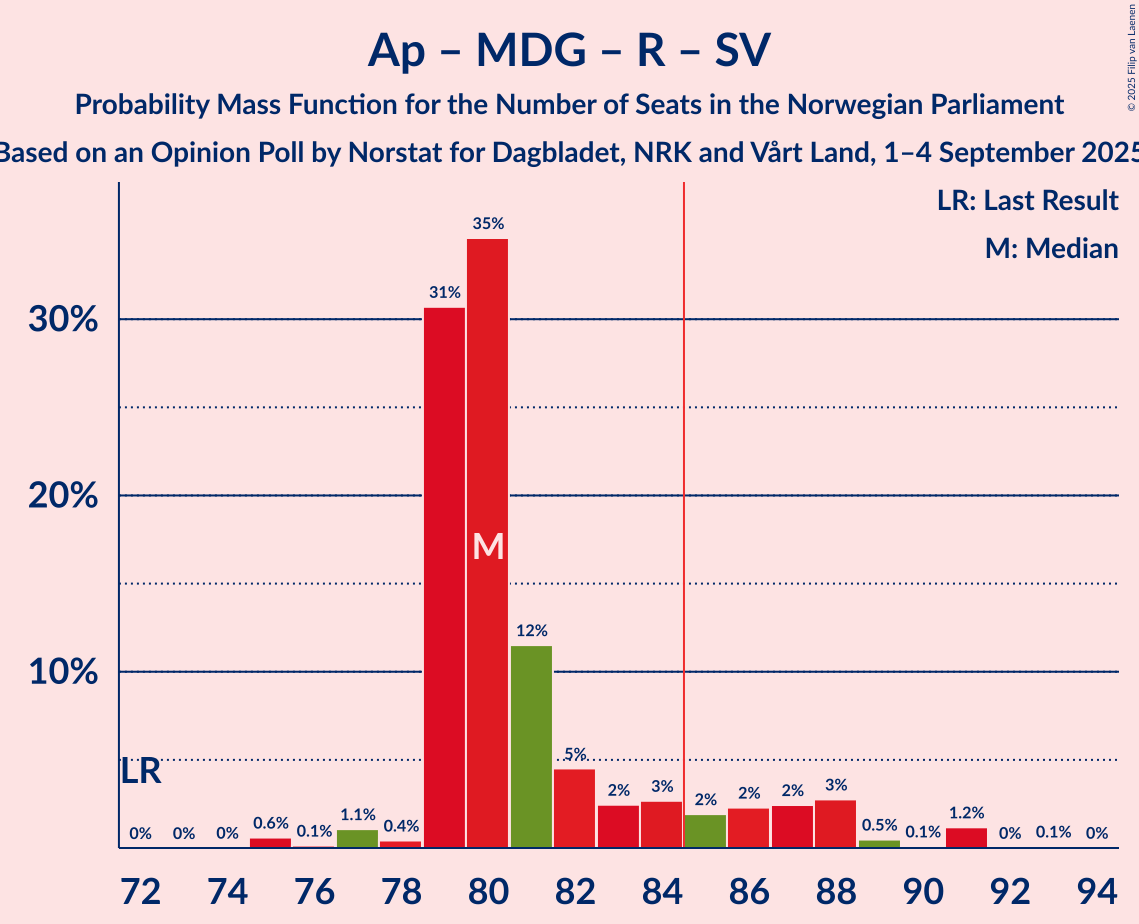 Ap – MDG – R – SV
Probability Mass Function for the Number of Seats in the Norwegian Parliament
Based on an Opinion Poll by Norstat for Dagbladet, NRK and Vårt Land, 1–4 September 2025
© 2025 Filip van Laenen
LR: Last Result
M: Median
35%
31%
30%
20%
M
12%
10%
5%
LR
0% 0% 0% 0.6% 0.1% 1.1% 0.4% 2% 3% 2% 2% 2% 3% 0.5% 0.1% 1.2% 0% 0.1% 0%
72 74 76 78 80 82 84 86 88 90 92 94